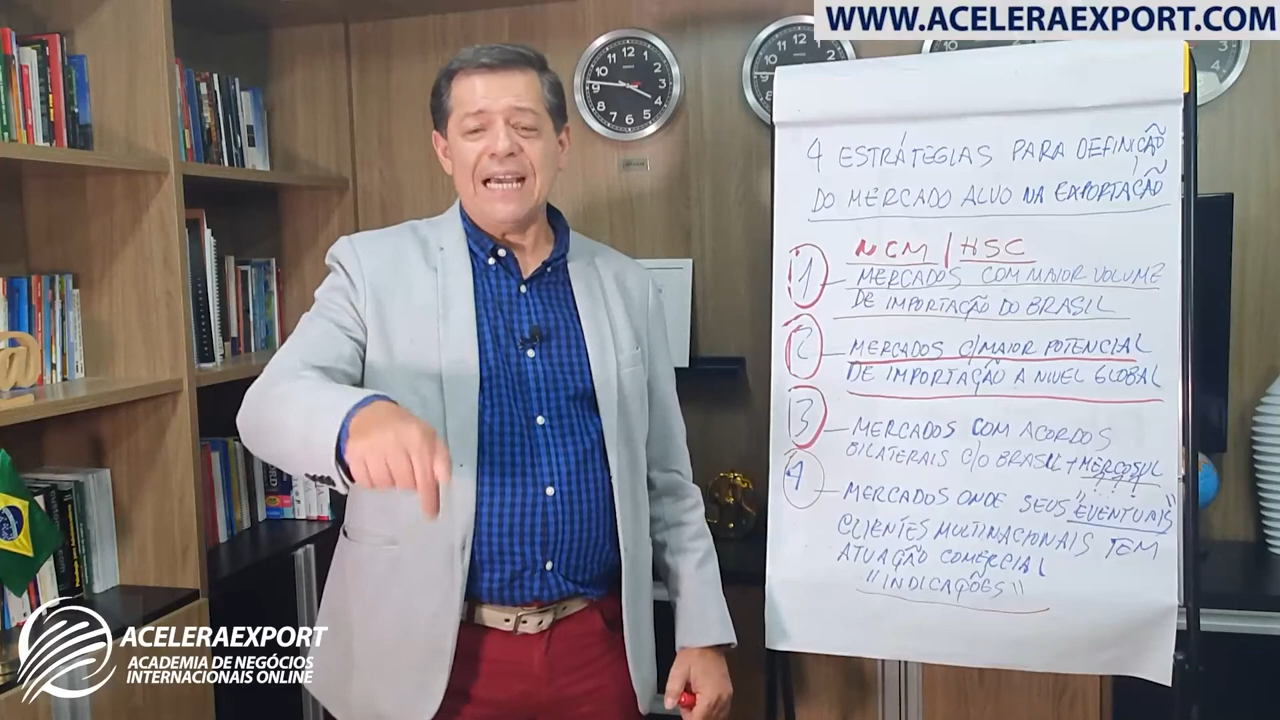 WWW.ACELERAEXPORT.COM
4 ESTRÁTÉGIAS PARA DEFINIÇÃO
DO MERCADO ALVO NA EXPORTAÇÃO
NCM / HSC
1 - MERCADOS COM MAIOR VOLUME
DE IMPORTAÇÃO DO BRASIL
2 - MERCADOS C/MAIOR POTENCIAL
DE IMPORTAÇÃO A NIVEL GLOBAL
3 - MERCADOS COM ACORDOS
BILATERAIS C/O BRASIL + MERCOSUL
4 - MERCADOS ONDE SEUS "EVENTUAIS"
CLIENTES MULTINACIONAIS TEM
ATUAÇÃO COMERCIAL
"INDICAÇÕES"
ACELERAEXPORT
ACADEMIA DE NEGÓCIOS
INTERNACIONAIS ONLINE